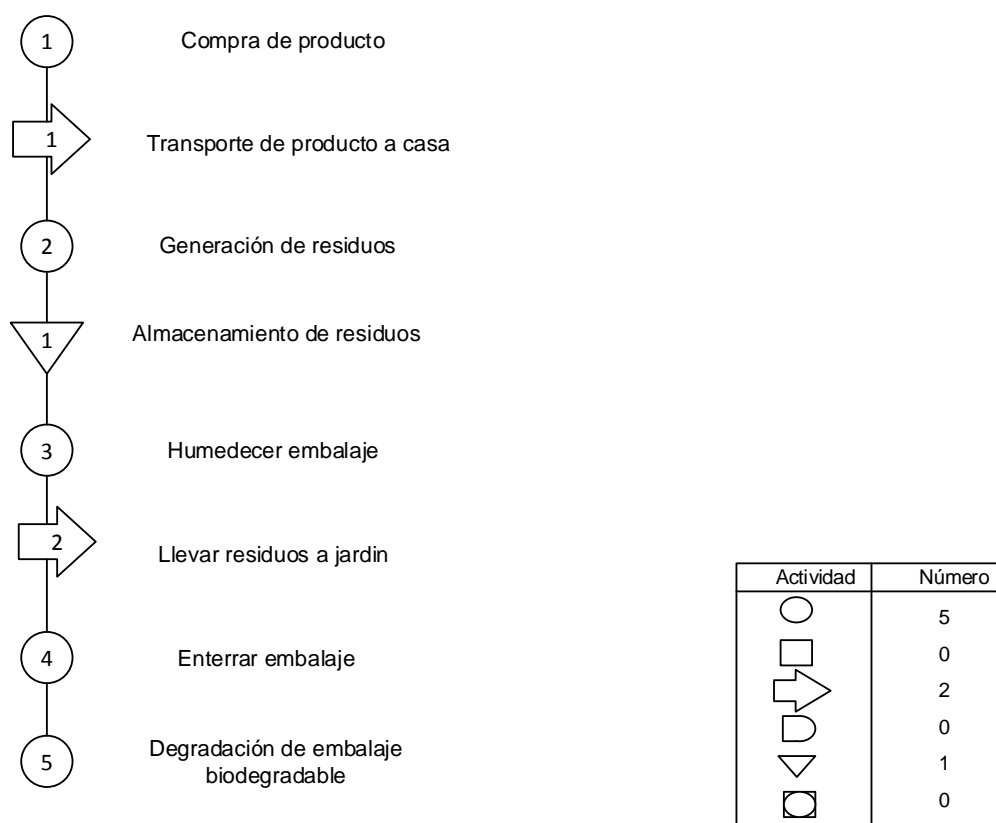 1 Compra de producto
1 Transporte de producto a casa
2 Generación de residuos
1 Almacenamiento de residuos
3 Humedecer embalaje
2 Llevar residuos a jardin
4 Enterrar embalaje
5 Degradación de embalaje
biodegradable
Actividad Número
5
0
2
0
1
0